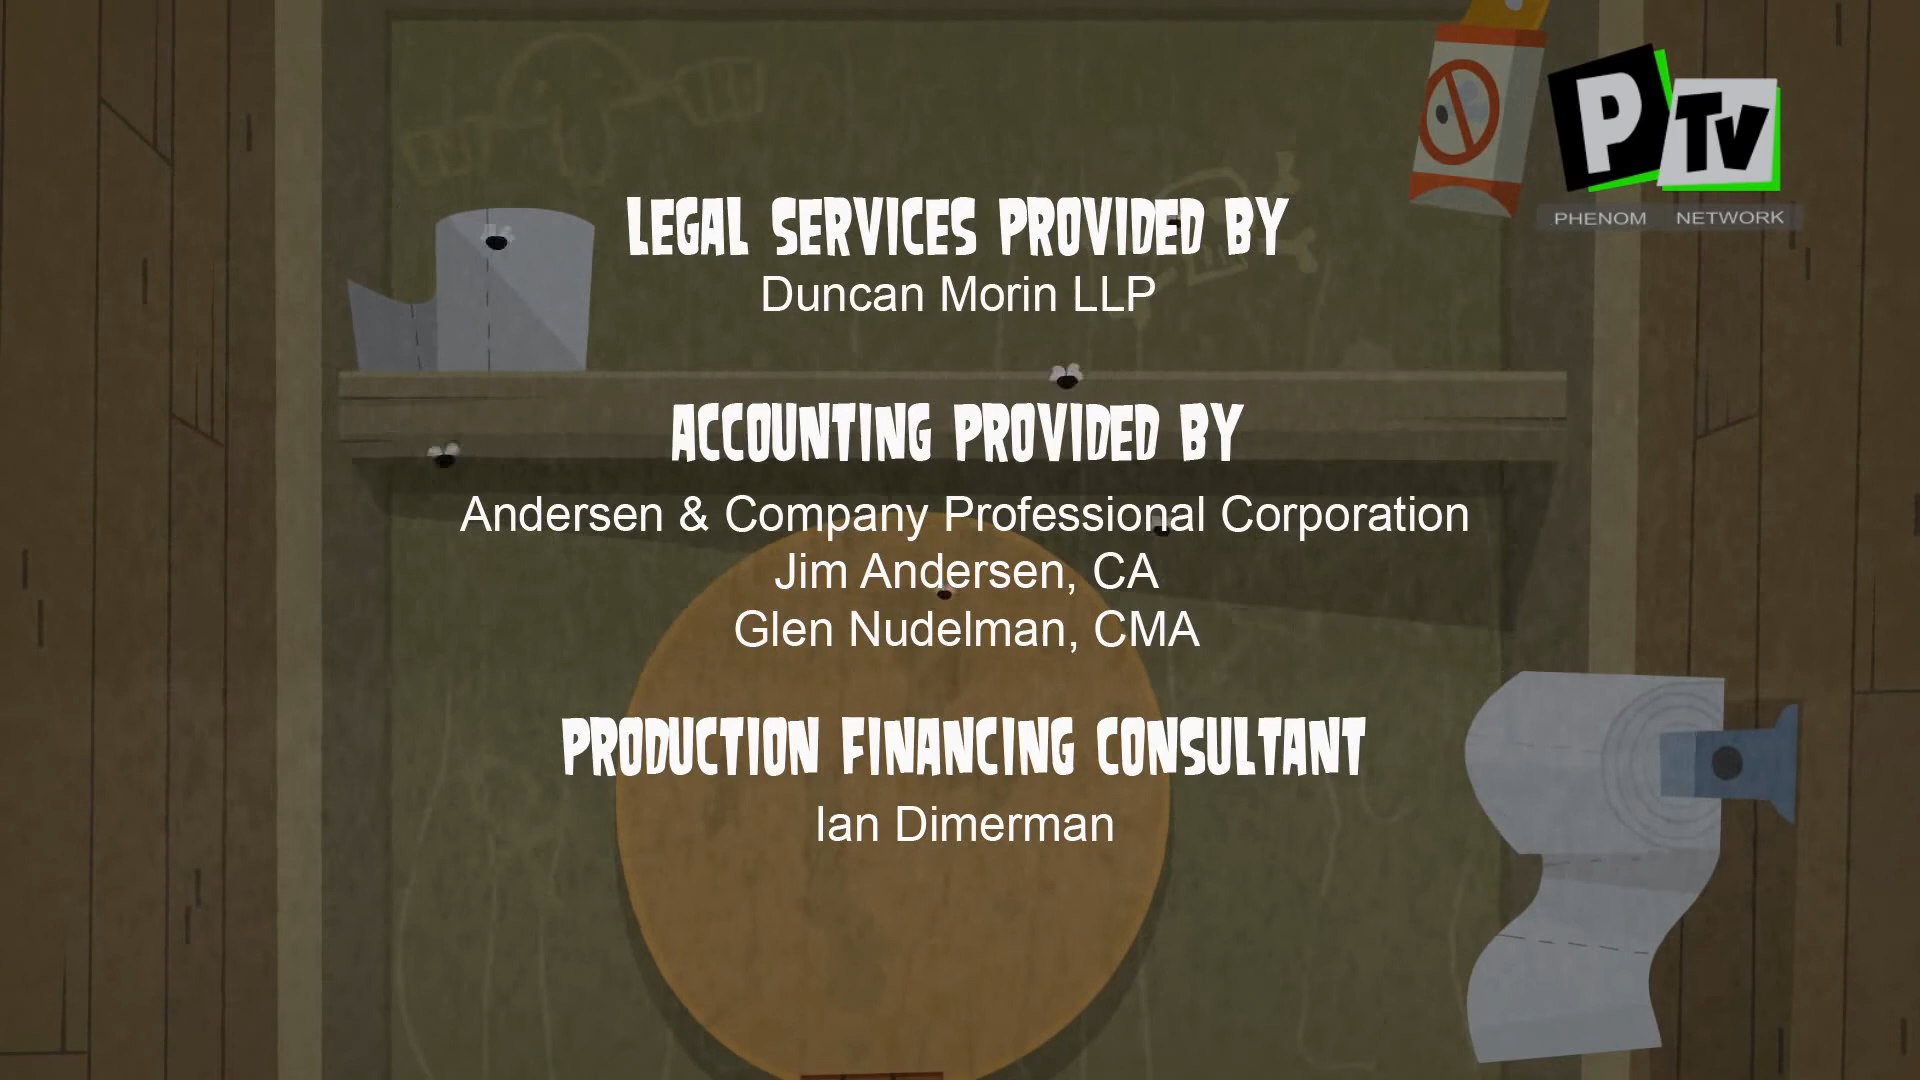 PTV
PHENOM NETWORK
LEGAL SERVICES PROVIDED BY
Duncan Morin LLP
ACCOUNTING PROVIDED BY
Andersen & Company Professional Corporation
Jim Andersen, CA
Glen Nudelman, CMA
PRODUCTION FINANCING CONSULTANT
Ian Dimerman